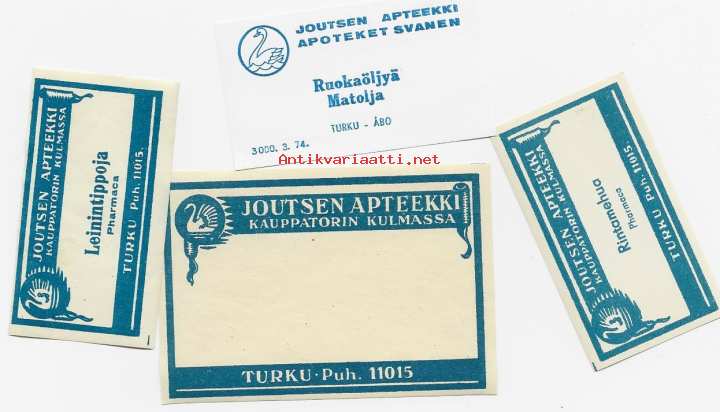 JOUTSEN APTEEKKI
APOTEKET SVANEN
Ruokaöljyä
Matolja
TURKU - ÅBO
3000. 3. 74.
Antikvariaatti.net
JOUTSEN APTEEKKI
KAUPPATORIN KULMASSA
Leinintippoja
Pharmaca
TURKU Puh. 11015.
JOUTSEN APTEEKKI
KAUPPATORIN KULMASSA
TURKU · Puh. 11015
JOUTSEN APTEEKKI
KAUPPATORIN KULMASSA
Rintamehua
Pharmaca
TURKU Puh. 11015.